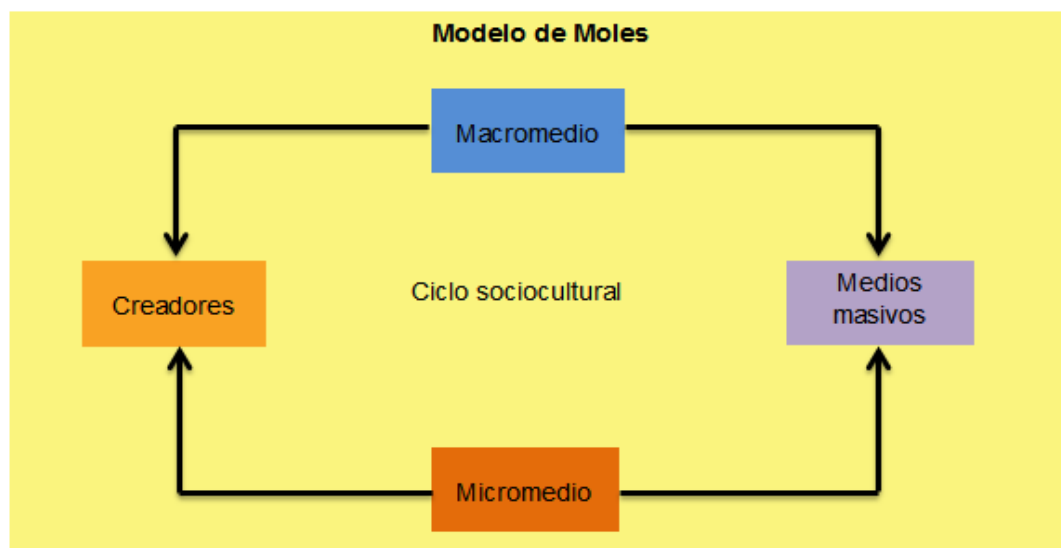 Modelo de Moles
Macromedio
Creadores
Ciclo sociocultural
Medios
masivos
Micromedio